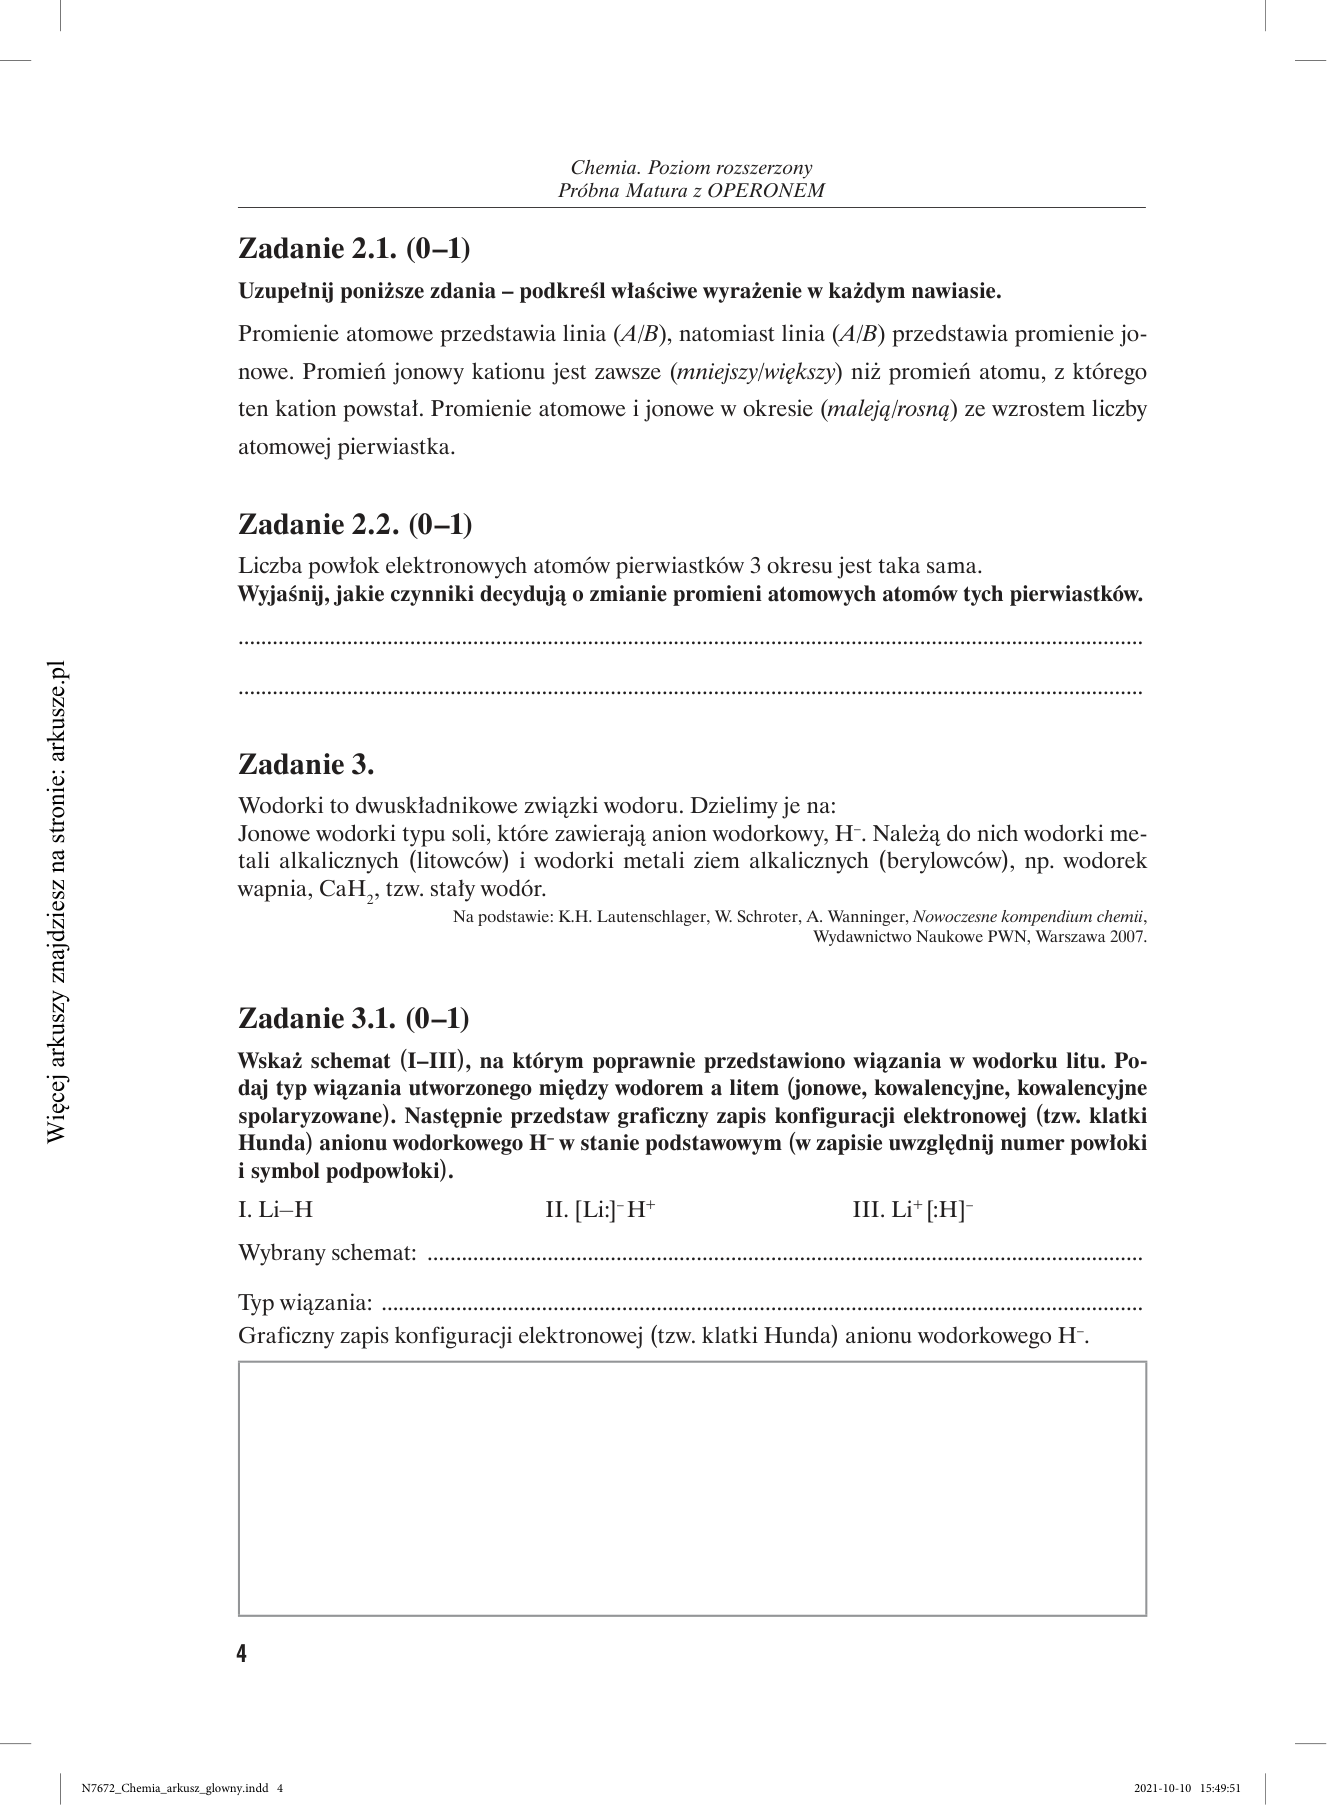 Chemia. Poziom rozszerzony
Próbna Matura z OPERONEM
Zadanie 2.1. (0–1)
Uzupełnij poniższe zdania – podkreśl właściwe wyrażenie w każdym nawiasie.
Promienie atomowe przedstawia linia (A/B), natomiast linia (A/B) przedstawia promienie jo-
nowe. Promień jonowy kationu jest zawsze (mniejszy/większy) niż promień atomu, z którego
ten kation powstał. Promienie atomowe i jonowe w okresie (maleją/rosną) ze wzrostem liczby
atomowej pierwiastka.
Zadanie 2.2. (0–1)
Liczba powłok elektronowych atomów pierwiastków 3 okresu jest taka sama.
Wyjaśnij, jakie czynniki decydują o zmianie promieni atomowych atomów tych pierwiastków.
Zadanie 3.
Wodorki to dwuskładnikowe związki wodoru. Dzielimy je na:
Jonowe wodorki typu soli, które zawierają anion wodorkowy, H⁻. Należą do nich wodorki me-
tali alkalicznych (litowców) i wodorki metali ziem alkalicznych (berylowców), np. wodorek
wapnia, CaH₂, tzw. stały wodór.
Na podstawie: K.H. Lautenschlager, W. Schroter, A. Wanninger, Nowoczesne kompendium chemii,
Wydawnictwo Naukowe PWN, Warszawa 2007.
Zadanie 3.1. (0–1)
Wskaż schemat (I–III), na którym poprawnie przedstawiono wiązania w wodorku litu. Po-
daj typ wiązania utworzonego między wodorem a litem (jonowe, kowalencyjne, kowalencyjne
spolaryzowane). Następnie przedstaw graficzny zapis konfiguracji elektronowej (tzw. klatki
Hunda) anionu wodorkowego H⁻ w stanie podstawowym (w zapisie uwzględnij numer powłoki
i symbol podpowłoki).
I. Li–H II. [Li:]⁻ H⁺ III. Li⁺ [:H]⁻
Wybrany schemat: ....................
Typ wiązania: ....................
Graficzny zapis konfiguracji elektronowej (tzw. klatki Hunda) anionu wodorkowego H⁻.
4
Więcej arkuszy znajdziesz na stronie: arkusze.pl
N7672_Chemia_arkusz_glowny.indd 4 2021-10-10 15:49:51